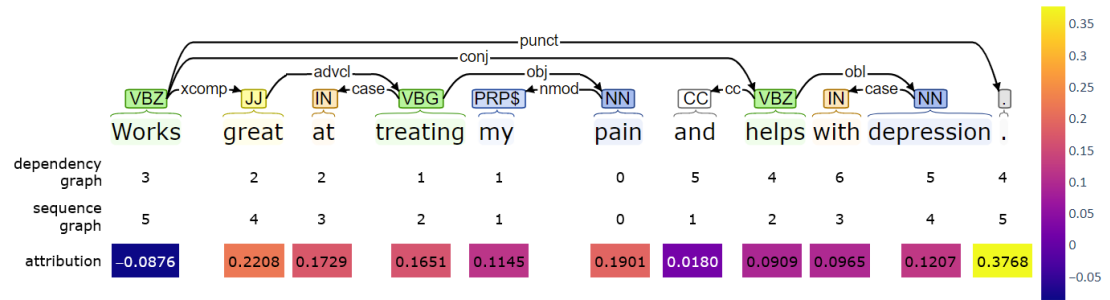 punct
conj
xcomp advcl case obj nmod cc obl case
VBZ JJ IN VBG PRP$ NN CC VBZ IN NN .
Works great at treating my pain and helps with depression .
dependency graph 3 2 2 1 1 0 5 4 6 5 4
sequence graph 5 4 3 2 1 0 1 2 3 4 5
attribution −0.0876 0.2208 0.1729 0.1651 0.1145 0.1901 0.0180 0.0909 0.0965 0.1207 0.3768
0.35
0.3
0.25
0.2
0.15
0.1
0.05
0
−0.05